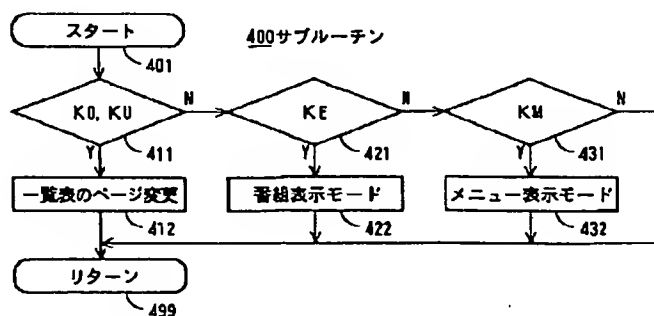 スタート
400サブルーチン
401
KO, KU
N
KE
N
KM
N
Y
411
Y
421
Y
431
一覧表のページ変更
番組表示モード
メニュー表示モード
412
422
432
リターン
499